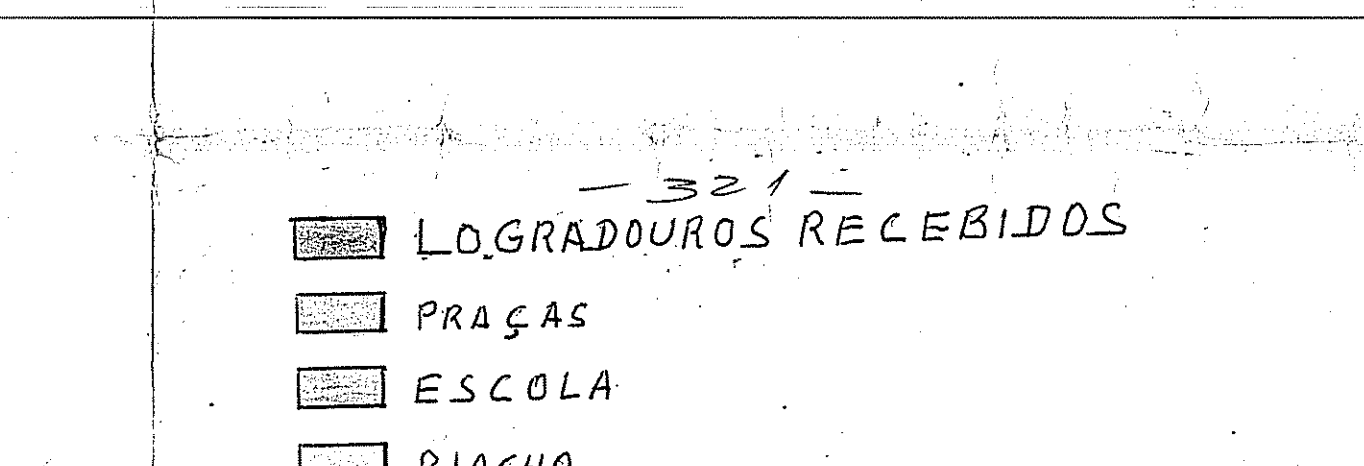 — 321 —
LOGRADOUROS RECEBIDOS
PRAÇAS
ESCOLA